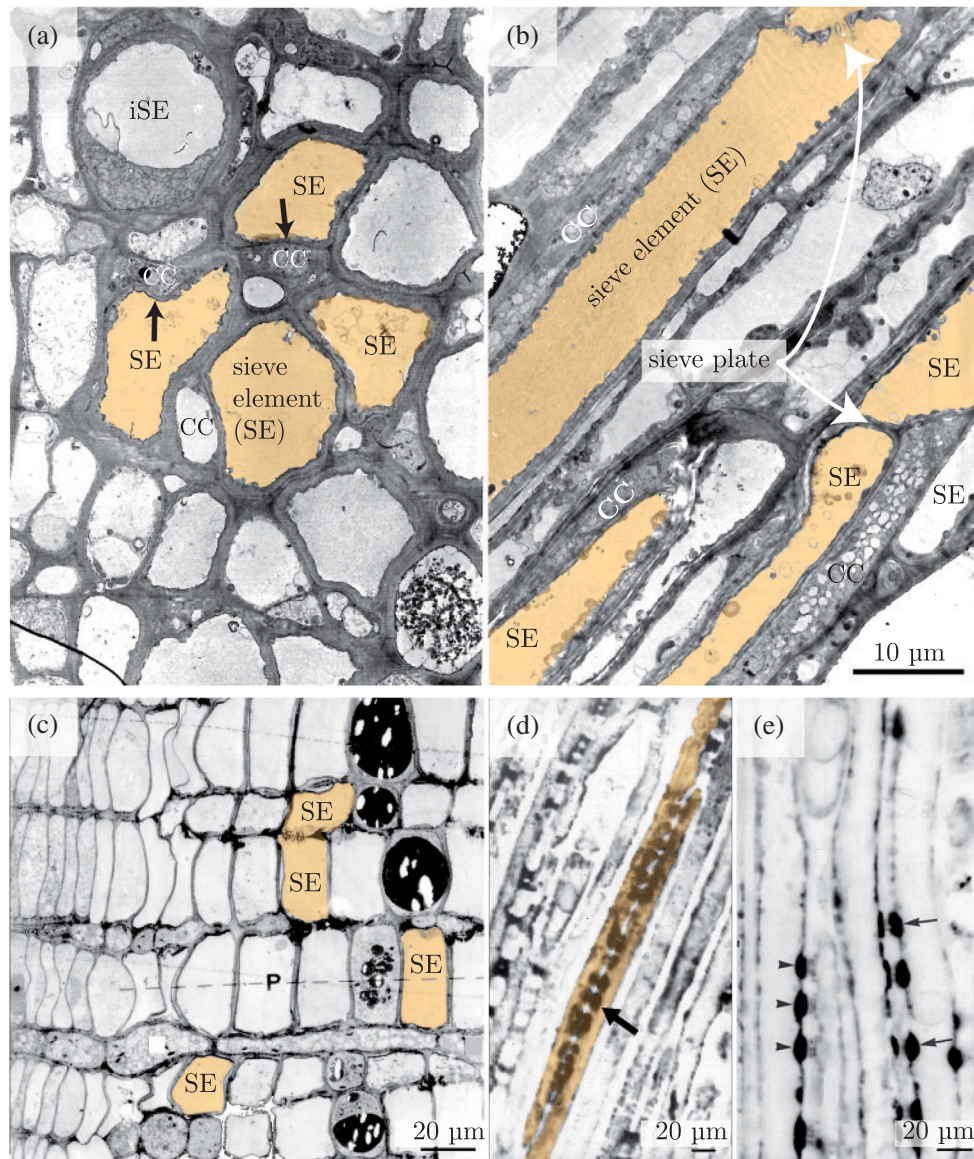 (a)
iSE
SE
CC
CC
SE
SE
sieve
element
(SE)
CC
(b)
CC
sieve element (SE)
sieve plate
SE
SE
SE
CC
CC
SE
10 µm
(c)
SE
SE
SE
P
SE
20 µm
(d)
20 µm
(e)
20 µm